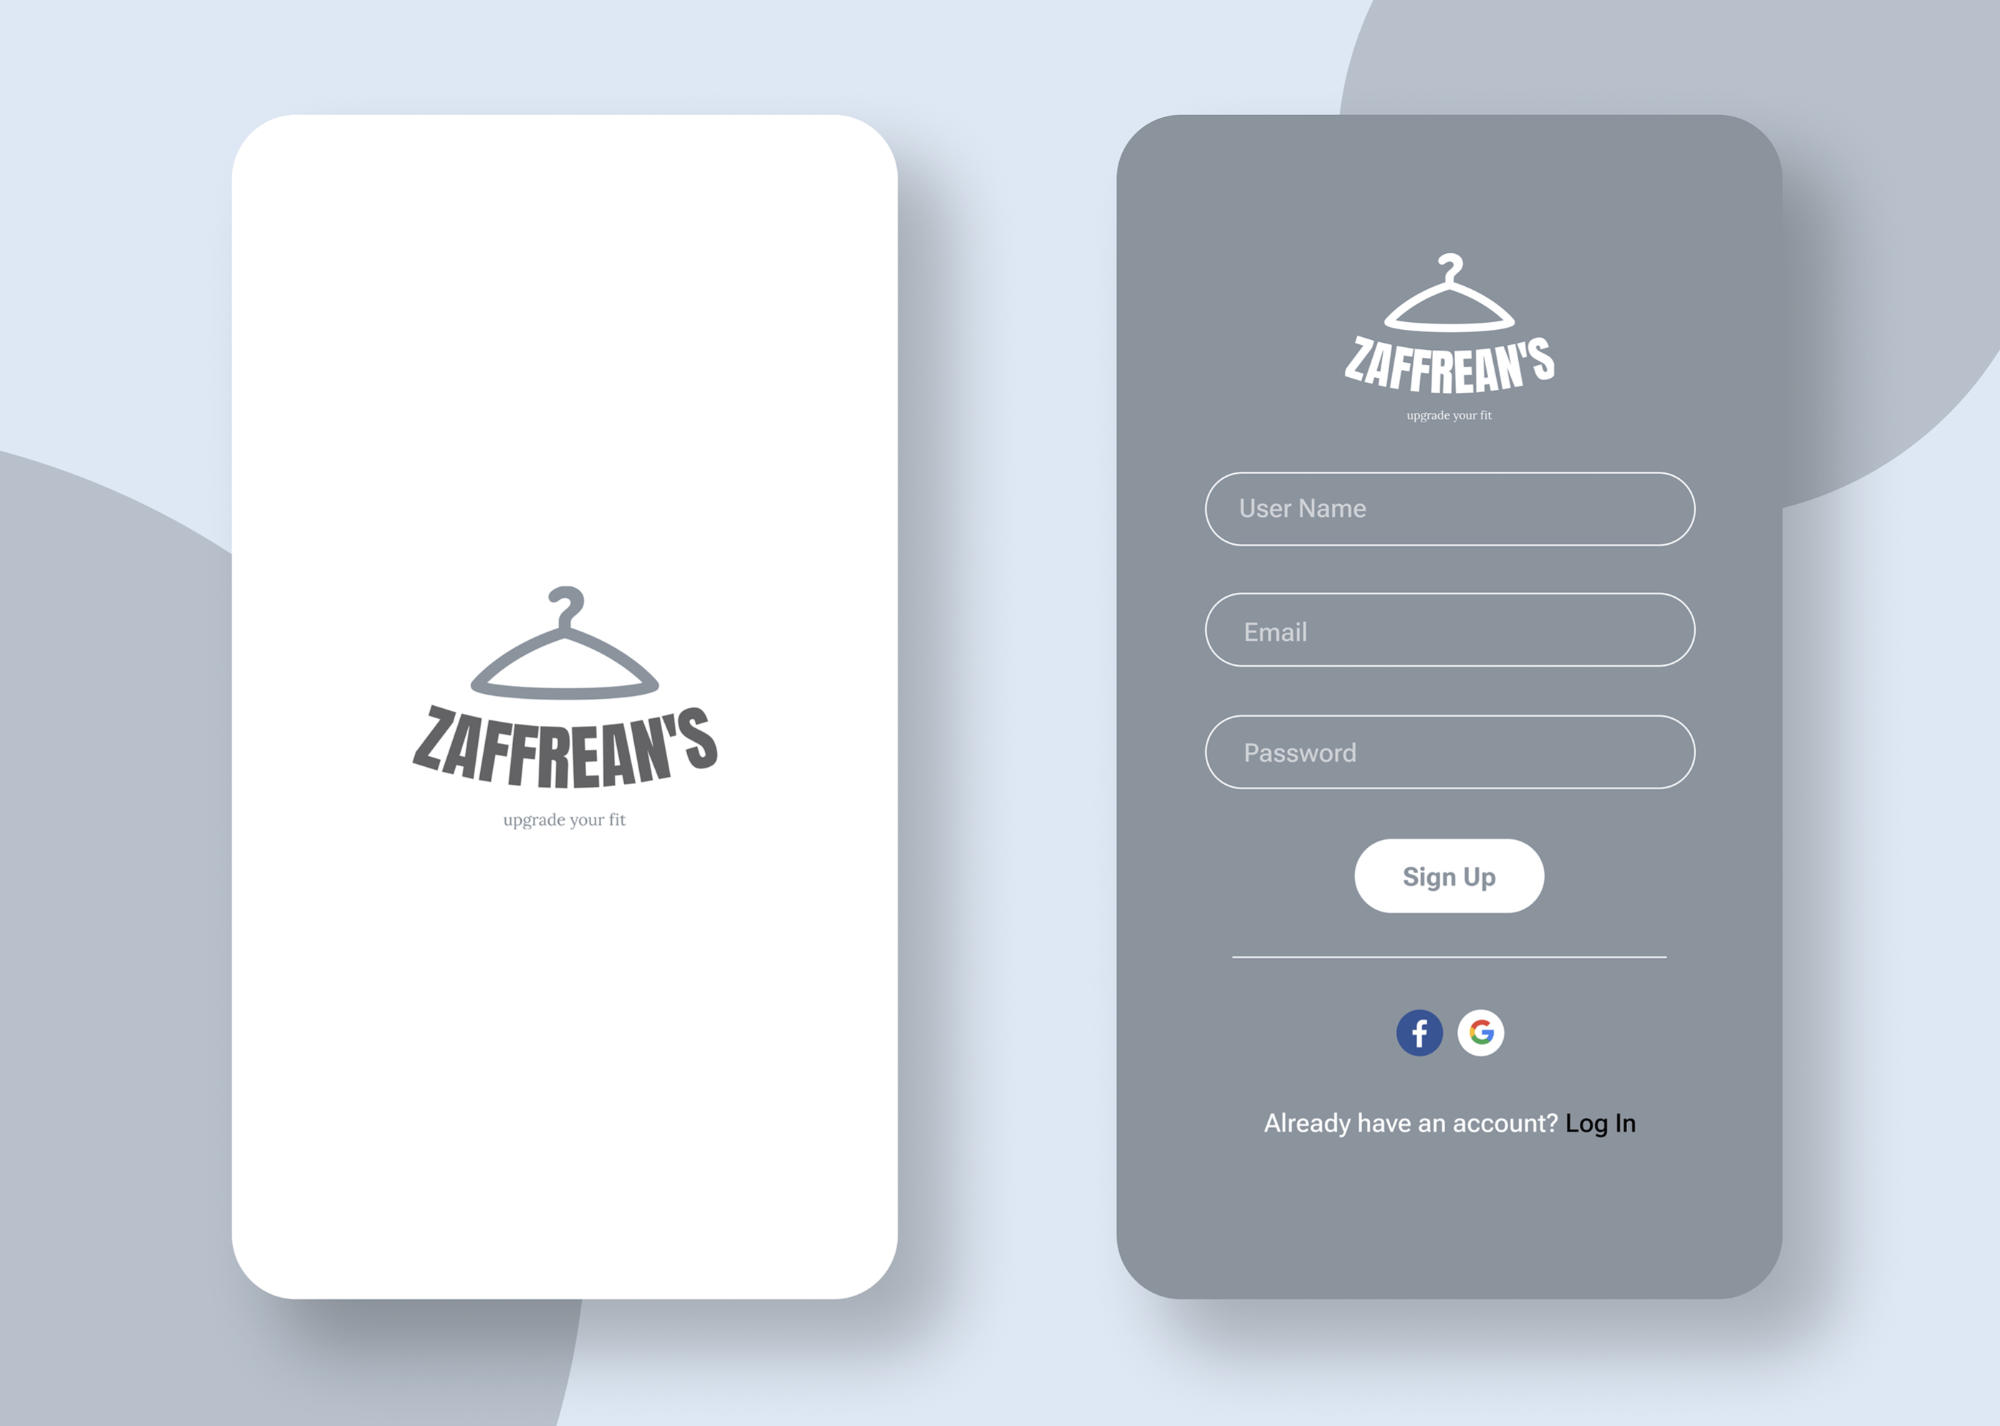 ZAFFREAN'S
upgrade your fit
ZAFFREAN'S
upgrade your fit
User Name
Email
Password
Sign Up
f G
Already have an account? Log In